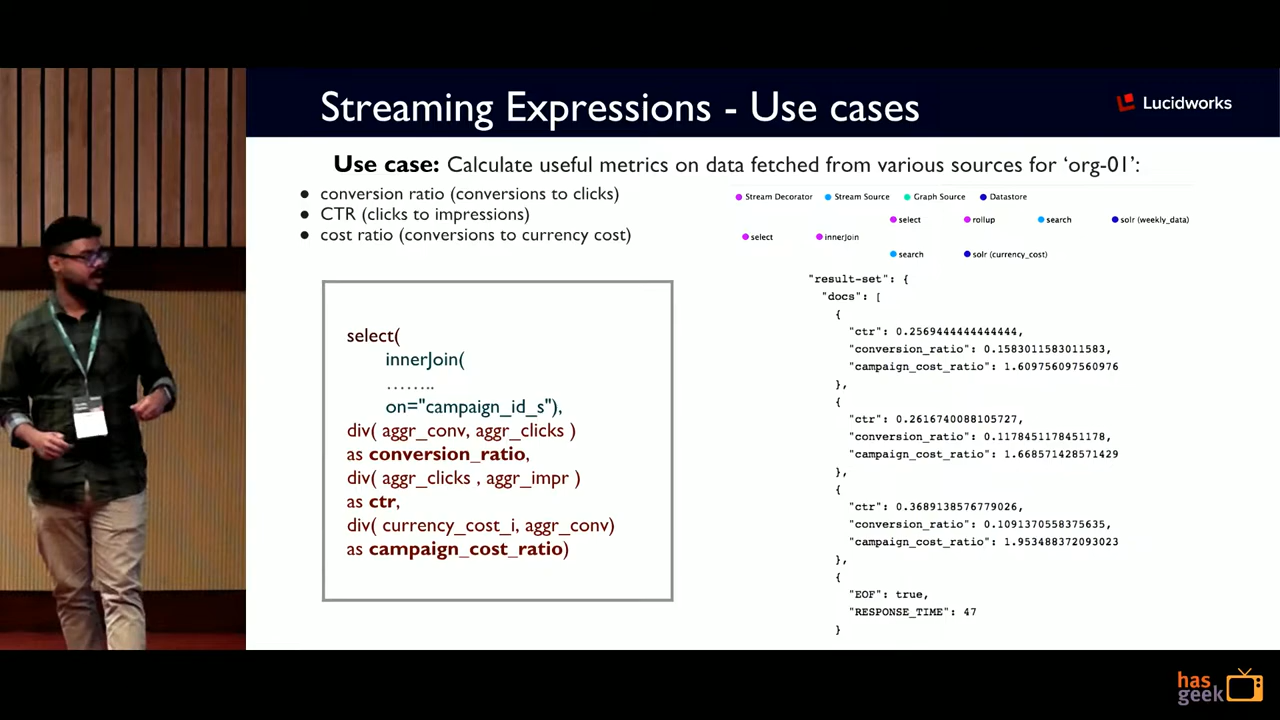 Streaming Expressions - Use cases
Lucidworks
Use case: Calculate useful metrics on data fetched from various sources for ‘org-01’:
● conversion ratio (conversions to clicks)
● CTR (clicks to impressions)
● cost ratio (conversions to currency cost)
Stream Decorator Stream Source Graph Source Datastore
select rollup search solr (weekly_data)
select innerJoin
search solr (currency_cost)
select(
innerJoin(
……..
on="campaign_id_s"),
div( aggr_conv, aggr_clicks )
as conversion_ratio,
div( aggr_clicks , aggr_impr )
as ctr,
div( currency_cost_i, aggr_conv)
as campaign_cost_ratio)
"result-set": {
"docs": [
{
"ctr": 0.2569444444444444,
"conversion_ratio": 0.1583011583011583,
"campaign_cost_ratio": 1.609756097560976
},
{
"ctr": 0.2616740088105727,
"conversion_ratio": 0.1178451178451178,
"campaign_cost_ratio": 1.668571428571429
},
{
"ctr": 0.3689138576779026,
"conversion_ratio": 0.1091370558375635,
"campaign_cost_ratio": 1.953488372093023
},
{
"EOF": true,
"RESPONSE_TIME": 47
}
has
geek